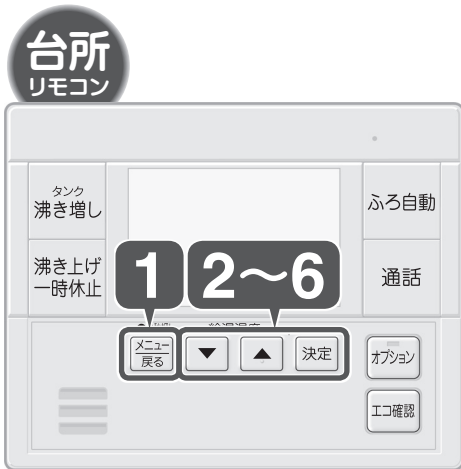 台所
リモコン
タンク
沸き増し
ふろ自動
沸き上げ
一時休止
1
2～6
通話
メニュー
戻る
▼
▲
決定
オプション
エコ確認